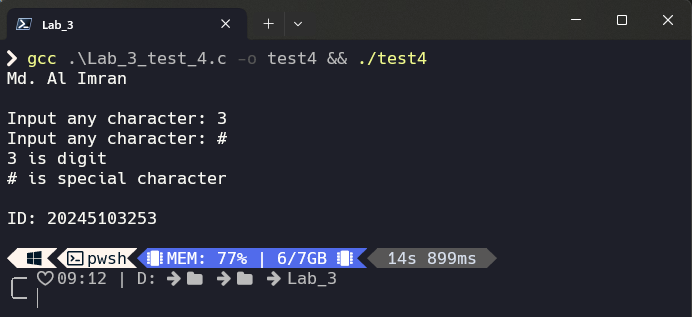 Lab_3
gcc .\Lab_3_test_4.c -o test4 && ./test4
Md. Al Imran
Input any character: 3
Input any character: #
3 is digit
# is special character
ID: 20245103253
pwsh MEM: 77% | 6/7GB 14s 899ms
09:12 | D: Lab_3